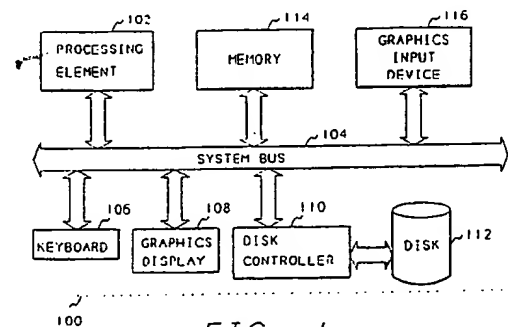 102
114
116
PROCESSING
ELEMENT
MEMORY
GRAPHICS
INPUT
DEVICE
104
SYSTEM BUS
106
108
110
112
KEYBOARD
GRAPHICS
DISPLAY
DISK
CONTROLLER
DISK
100